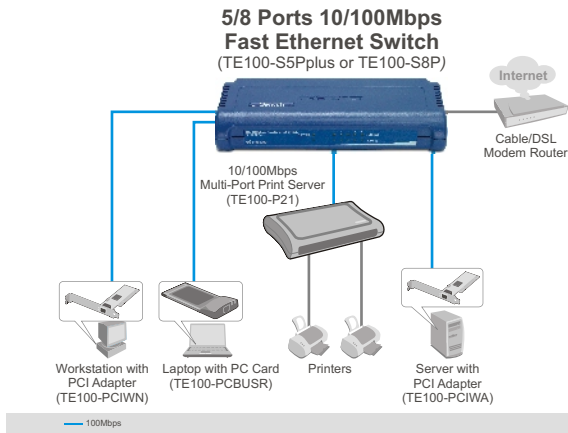 5/8 Ports 10/100Mbps
Fast Ethernet Switch
(TE100-S5Pplus or TE100-S8P)
Internet
Cable/DSL
Modem Router
10/100Mbps
Multi-Port Print Server
(TE100-P21)
Workstation with
PCI Adapter
(TE100-PCIWN)
Laptop with PC Card
(TE100-PCBUSR)
Printers
Server with
PCI Adapter
(TE100-PCIWA)
100Mbps